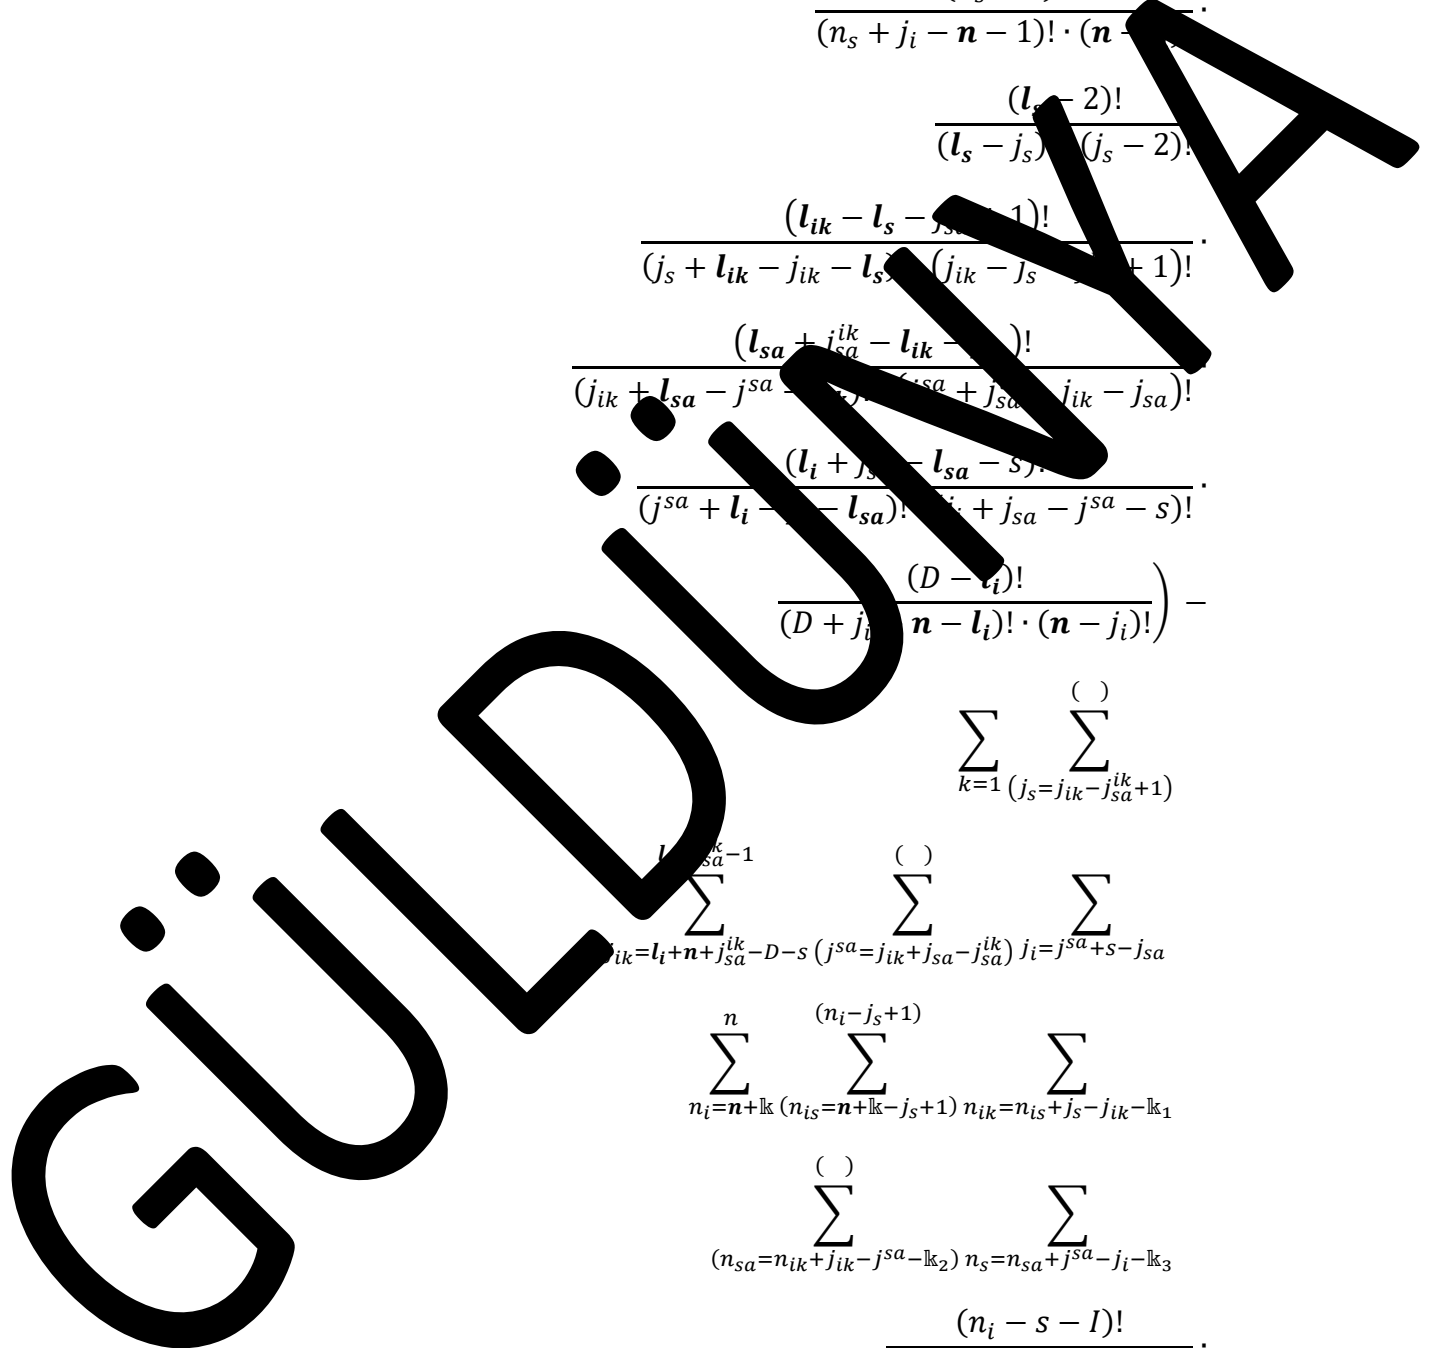 (n_s + j_i − n − 1)! · (n −
(l_s − 2)!
(l_s − j_s) (j_s − 2)!
(l_ik − l_s − 1)!
(j_s + l_ik − j_ik − l_s) (j_ik − j_s + 1)!
(l_sa + j_sa^ik − l_ik − )!
(j_ik + l_sa − j^sa − + j_sa j_ik − j_sa)!
(l_i + j_s − l_sa − s)!
(j^sa + l_i − − l_sa)! + j_sa − j^sa − s)!
(D − l_i)!
(D + j_i n − l_i)! · (n − j_i)!) −
( )
∑ ∑
k=1 (j_s=j_ik−j_sa^ik+1)
−1 ( )
∑ ∑ ∑
j_ik=l_i+n+j_sa^ik−D−s (j^sa=j_ik+j_sa−j_sa^ik) j_i=j^sa+s−j_sa
n (n_i−j_s+1)
∑ ∑ ∑
n_i=n+𝕜 (n_is=n+𝕜−j_s+1) n_ik=n_is+j_s−j_ik−𝕜_1
( )
∑ ∑
(n_sa=n_ik+j_ik−j^sa−𝕜_2) n_s=n_sa+j^sa−j_i−𝕜_3
(n_i − s − I)!
GÜLDÜNYA